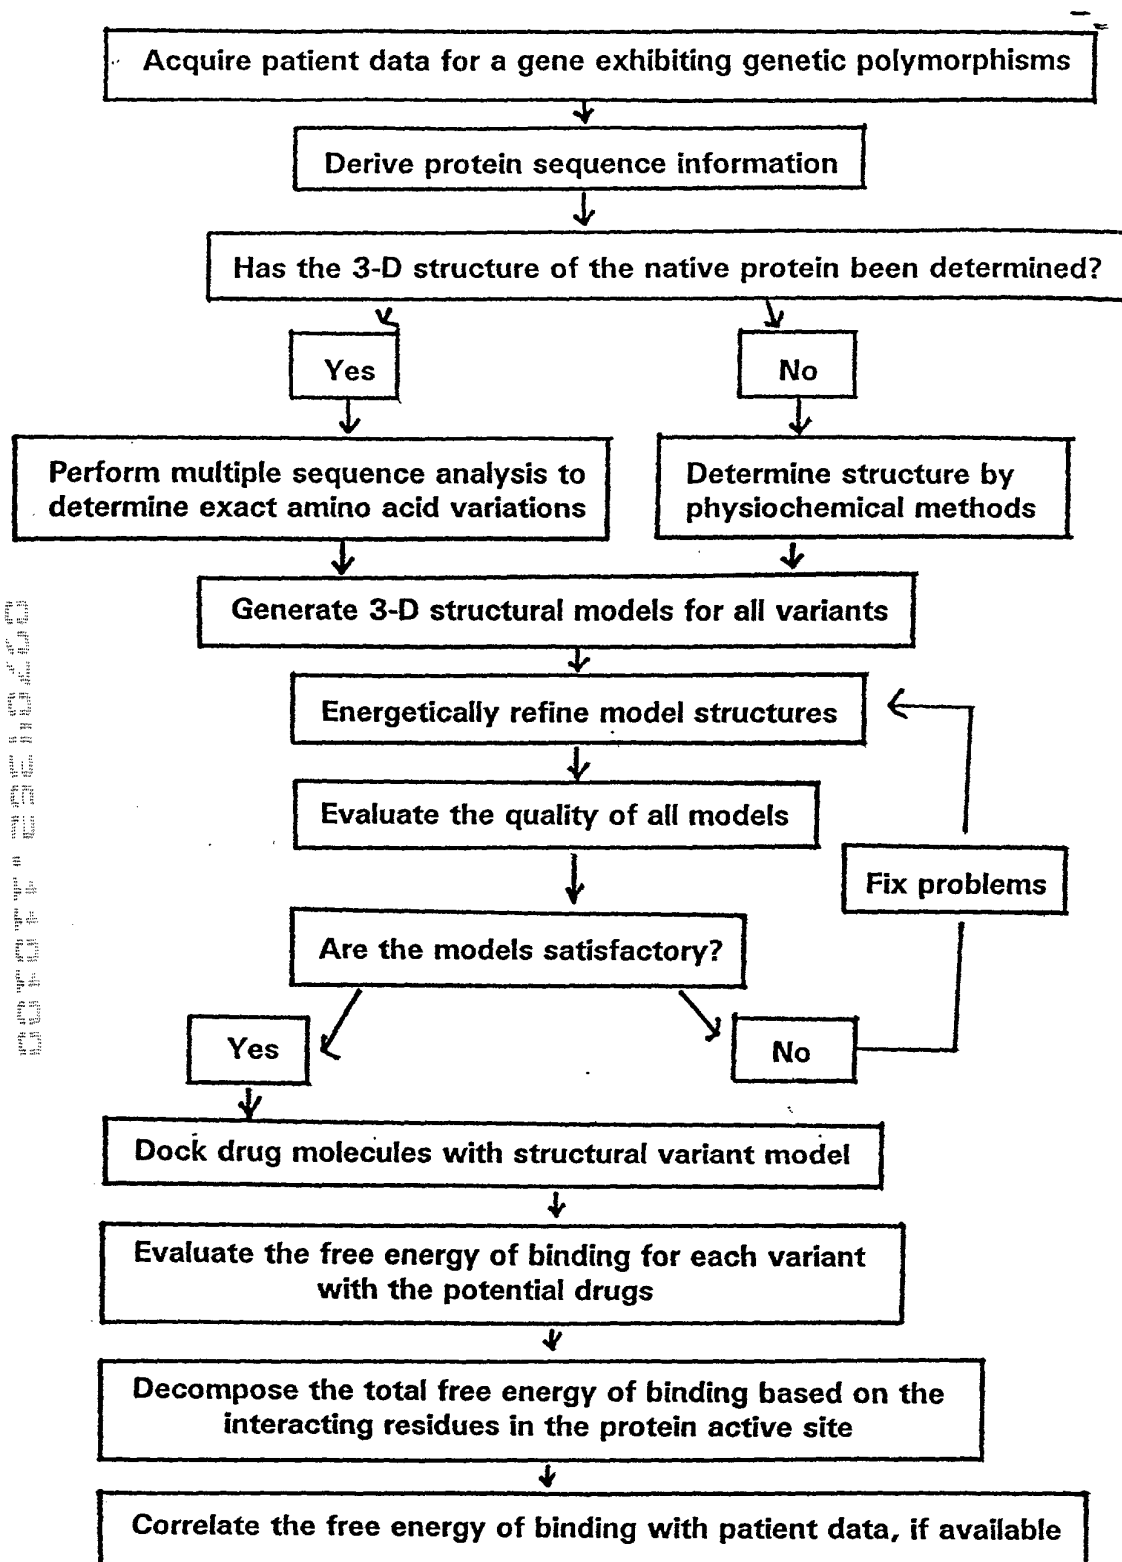 Acquire patient data for a gene exhibiting genetic polymorphisms
Derive protein sequence information
Has the 3-D structure of the native protein been determined?
Yes
No
Perform multiple sequence analysis to
determine exact amino acid variations
Determine structure by
physiochemical methods
Generate 3-D structural models for all variants
Energetically refine model structures
Evaluate the quality of all models
Fix problems
Are the models satisfactory?
Yes
No
Dock drug molecules with structural variant model
Evaluate the free energy of binding for each variant
with the potential drugs
Decompose the total free energy of binding based on the
interacting residues in the protein active site
Correlate the free energy of binding with patient data, if available